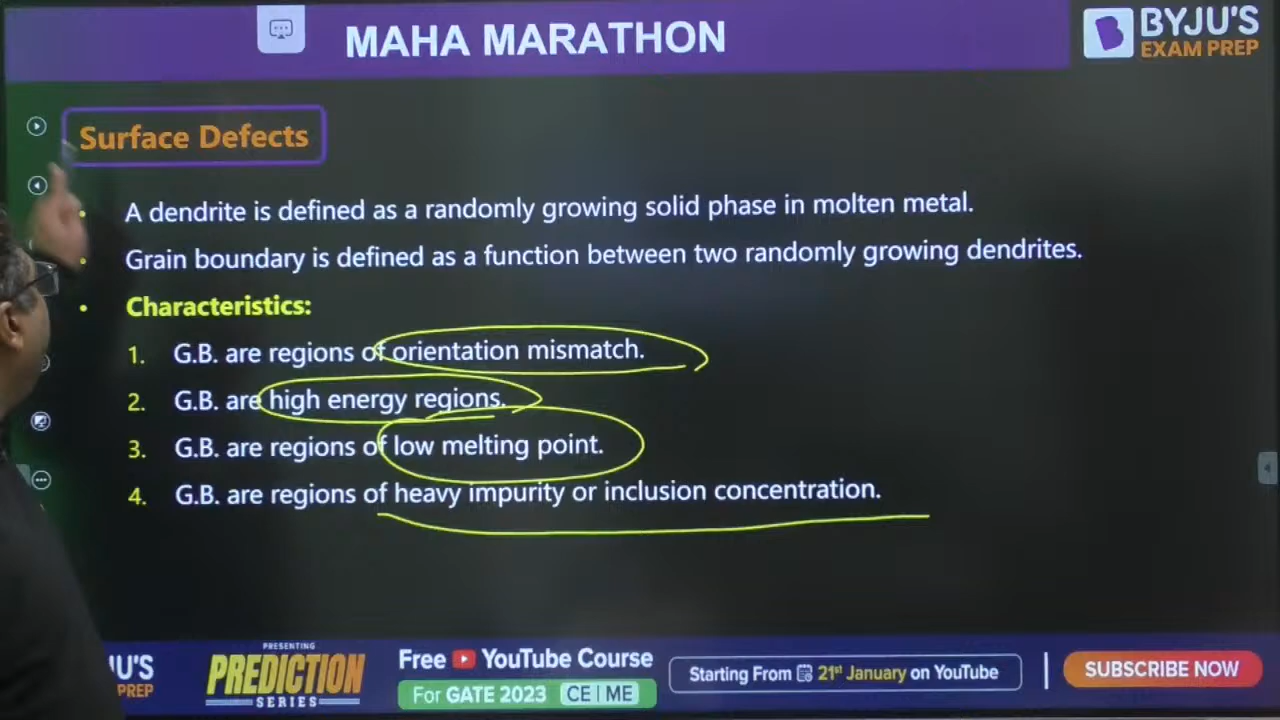 MAHA MARATHON
BYJU'S
EXAM PREP
Surface Defects
• A dendrite is defined as a randomly growing solid phase in molten metal.
• Grain boundary is defined as a function between two randomly growing dendrites.
• Characteristics:
1. G.B. are regions of orientation mismatch.
2. G.B. are high energy regions.
3. G.B. are regions of low melting point.
4. G.B. are regions of heavy impurity or inclusion concentration.
JU'S
PREP
PRESENTING
PREDICTION
SERIES
Free YouTube Course
For GATE 2023 CE | ME
Starting From 21st January on YouTube
SUBSCRIBE NOW